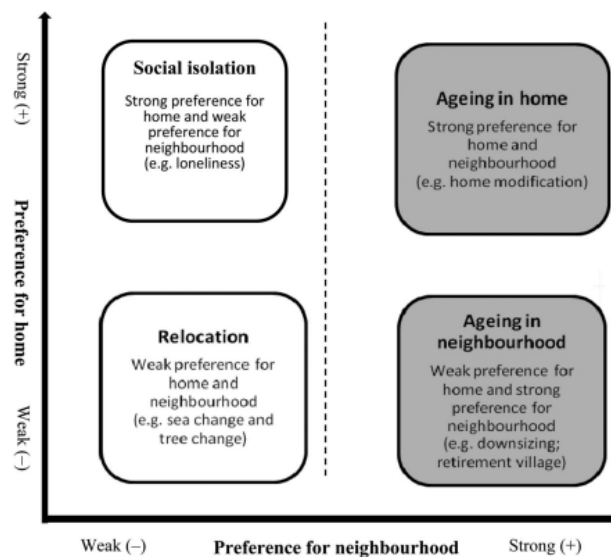 Strong (+)
Preference for home
Weak (–)
Social isolation
Strong preference for
home and weak
preference for
neighbourhood
(e.g. loneliness)
Ageing in home
Strong preference for
home and
neighbourhood
(e.g. home modification)
Relocation
Weak preference for
home and
neighbourhood
(e.g. sea change and
tree change)
Ageing in
neighbourhood
Weak preference for
home and strong
preference for
neighbourhood
(e.g. downsizing;
retirement village)
Weak (–) Preference for neighbourhood Strong (+)